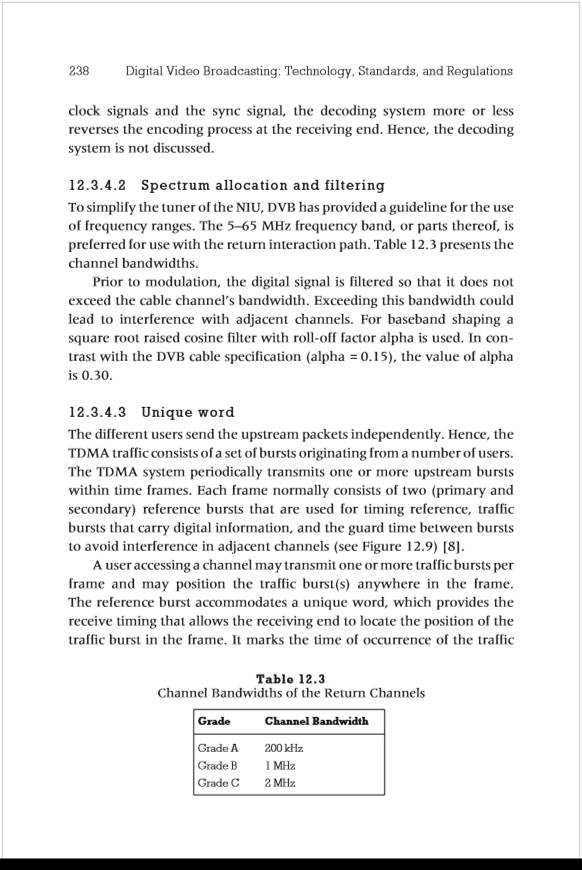 238 Digital Video Broadcasting: Technology, Standards, and Regulations
clock signals and the sync signal, the decoding system more or less
reverses the encoding process at the receiving end. Hence, the decoding
system is not discussed.
12.3.4.2 Spectrum allocation and filtering
To simplify the tuner of the NIU, DVB has provided a guideline for the use
of frequency ranges. The 5–65 MHz frequency band, or parts thereof, is
preferred for use with the return interaction path. Table 12.3 presents the
channel bandwidths.
Prior to modulation, the digital signal is filtered so that it does not
exceed the cable channel's bandwidth. Exceeding this bandwidth could
lead to interference with adjacent channels. For baseband shaping a
square root raised cosine filter with roll-off factor alpha is used. In con-
trast with the DVB cable specification (alpha = 0.15), the value of alpha
is 0.30.
12.3.4.3 Unique word
The different users send the upstream packets independently. Hence, the
TDMA traffic consists of a set of bursts originating from a number of users.
The TDMA system periodically transmits one or more upstream bursts
within time frames. Each frame normally consists of two (primary and
secondary) reference bursts that are used for timing reference, traffic
bursts that carry digital information, and the guard time between bursts
to avoid interference in adjacent channels (see Figure 12.9) [8].
A user accessing a channel may transmit one or more traffic bursts per
frame and may position the traffic burst(s) anywhere in the frame.
The reference burst accommodates a unique word, which provides the
receive timing that allows the receiving end to locate the position of the
traffic burst in the frame. It marks the time of occurrence of the traffic
Table 12.3
Channel Bandwidths of the Return Channels
Grade Channel Bandwidth
Grade A 200 kHz
Grade B 1 MHz
Grade C 2 MHz